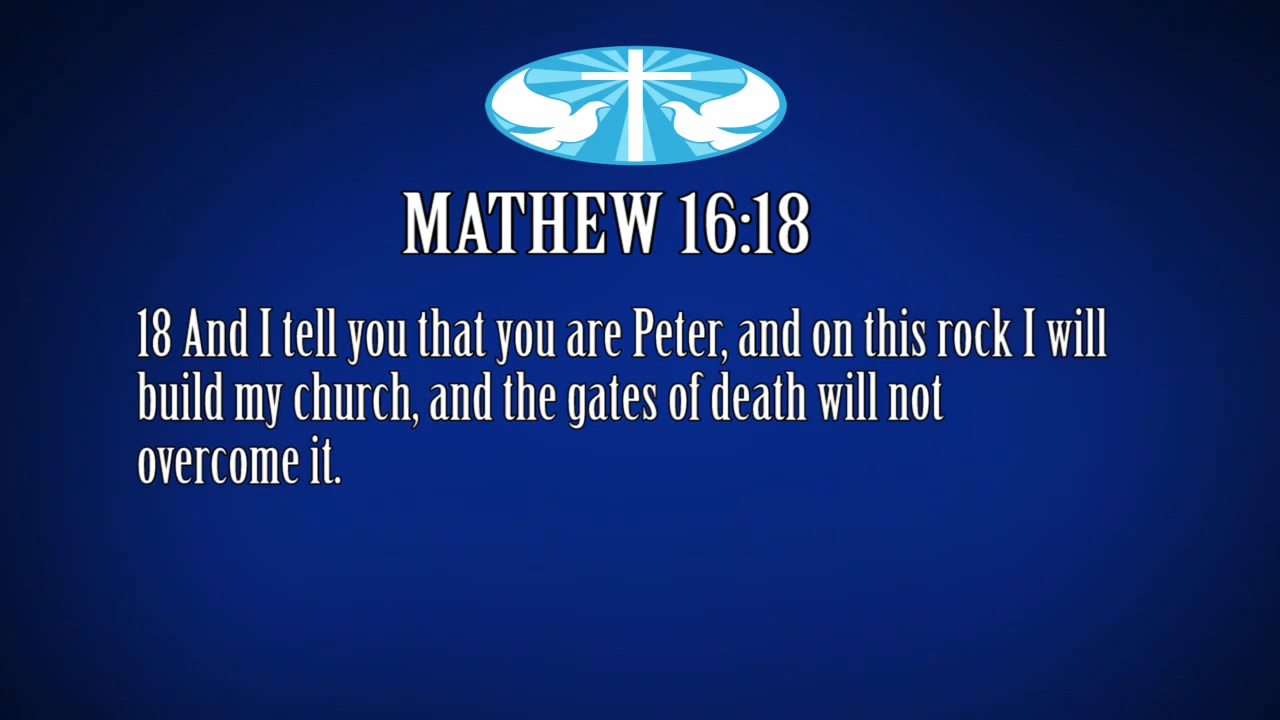 MATHEW 16:18
18 And I tell you that you are Peter, and on this rock I will
build my church, and the gates of death will not
overcome it.